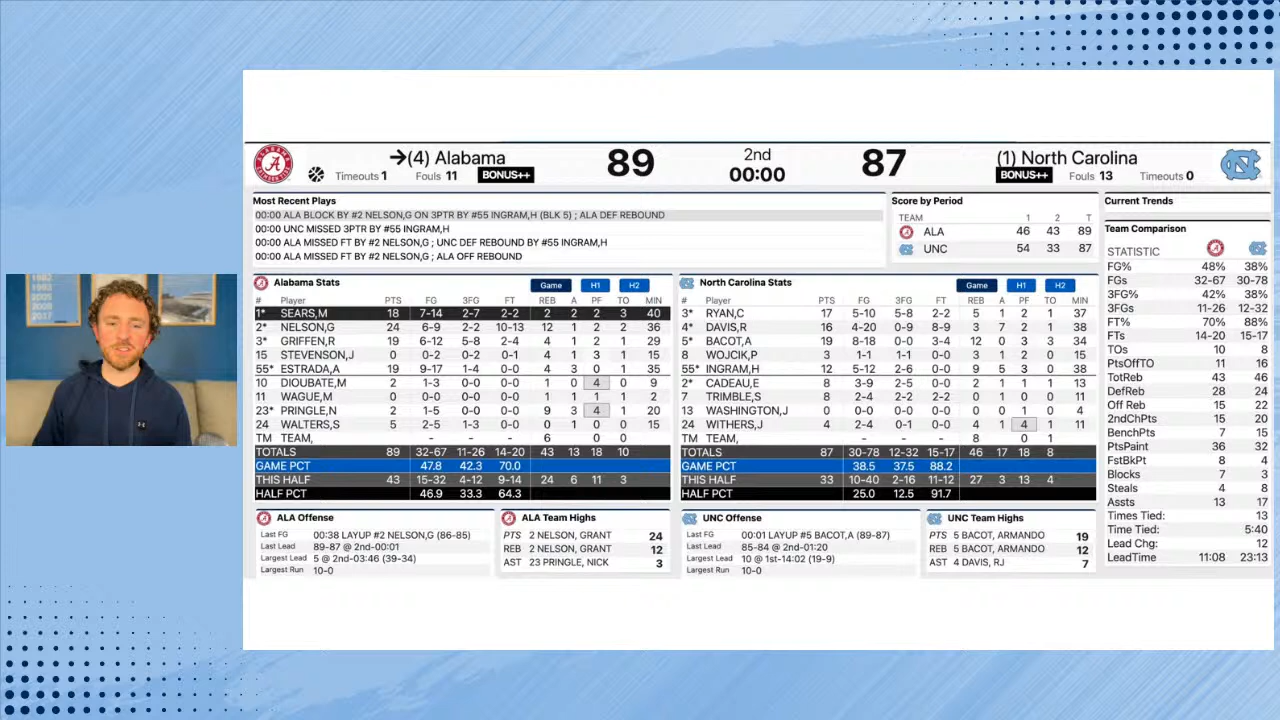 (4) Alabama
Timeouts 1 Fouls 11 BONUS++
89
2nd
00:00
87
(1) North Carolina
BONUS++ Fouls 13 Timeouts 0
Most Recent Plays
00:00 ALA BLOCK BY #2 NELSON,G ON 3PTR BY #55 INGRAM,H (BLK 5) ; ALA DEF REBOUND
00:00 UNC MISSED 3PTR BY #55 INGRAM,H
00:00 ALA MISSED FT BY #2 NELSON,G ; UNC DEF REBOUND BY #55 INGRAM,H
00:00 ALA MISSED FT BY #2 NELSON,G ; ALA OFF REBOUND
Score by Period
TEAM 1 2 T
ALA 46 43 89
UNC 54 33 87
Current Trends
Team Comparison
STATISTIC
FG% 48% 38%
FGs 32-67 30-78
3FG% 42% 38%
3FGs 11-26 12-32
FT% 70% 88%
FTs 14-20 15-17
TOs 10 8
PtsOffTO 11 16
TotReb 43 46
DefReb 28 24
Off Reb 15 22
2ndChPts 15 20
BenchPts 7 15
PtsPaint 36 32
FstBkPt 8 4
Blocks 7 3
Steals 4 8
Assts 13 17
Times Tied: 13
Time Tied: 5:40
Lead Chg: 12
LeadTime 11:08 23:13
Alabama Stats Game H1 H2
# Player PTS FG 3FG FT REB A PF TO MIN
1* SEARS,M 18 7-14 2-7 2-2 2 2 2 3 40
2* NELSON,G 24 6-9 2-2 10-13 12 1 2 2 36
3* GRIFFEN,R 19 6-12 5-8 2-4 4 1 2 1 29
15 STEVENSON,J 0 0-2 0-2 0-1 4 1 3 1 15
55* ESTRADA,A 19 9-17 1-4 0-0 4 3 0 1 35
10 DIOUBATE,M 2 1-3 0-0 0-0 1 0 4 0 9
11 WAGUE,M 0 0-0 0-0 0-0 1 1 1 1 2
23* PRINGLE,N 2 1-5 0-0 0-0 9 3 4 1 20
24 WALTERS,S 5 2-5 1-3 0-0 0 1 0 0 15
TM TEAM, - - - 6 0 0
TOTALS 89 32-67 11-26 14-20 43 13 18 10
GAME PCT 47.8 42.3 70.0
THIS HALF 43 15-32 4-12 9-14 24 6 11 3
HALF PCT 46.9 33.3 64.3
North Carolina Stats Game H1 H2
# Player PTS FG 3FG FT REB A PF TO MIN
3* RYAN,C 17 5-10 5-8 2-2 5 1 2 1 37
4* DAVIS,R 16 4-20 0-9 8-9 3 7 2 1 38
5* BACOT,A 19 8-18 0-0 3-4 12 0 3 3 34
8 WOJCIK,P 3 1-1 1-1 0-0 3 1 2 0 15
55* INGRAM,H 12 5-12 2-6 0-0 9 5 3 0 38
2* CADEAU,E 8 3-9 2-5 0-0 2 1 1 1 13
7 TRIMBLE,S 8 2-4 2-2 2-2 0 1 0 0 11
13 WASHINGTON,J 0 0-0 0-0 0-0 0 0 1 0 4
24 WITHERS,J 4 2-4 0-1 0-0 4 1 4 1 11
TM TEAM, - - - 8 0 1
TOTALS 87 30-78 12-32 15-17 46 17 18 8
GAME PCT 38.5 37.5 88.2
THIS HALF 33 10-40 2-16 11-12 27 3 13 4
HALF PCT 25.0 12.5 91.7
ALA Offense
Last FG 00:38 LAYUP #2 NELSON,G (86-85)
Last Lead 89-87 @ 2nd-00:01
Largest Lead 5 @ 2nd-03:46 (39-34)
Largest Run 10-0
ALA Team Highs
PTS 2 NELSON, GRANT 24
REB 2 NELSON, GRANT 12
AST 23 PRINGLE, NICK 3
UNC Offense
Last FG 00:01 LAYUP #5 BACOT,A (89-87)
Last Lead 85-84 @ 2nd-01:20
Largest Lead 10 @ 1st-14:02 (19-9)
Largest Run 10-0
UNC Team Highs
PTS 5 BACOT, ARMANDO 19
REB 5 BACOT, ARMANDO 12
AST 4 DAVIS, RJ 7